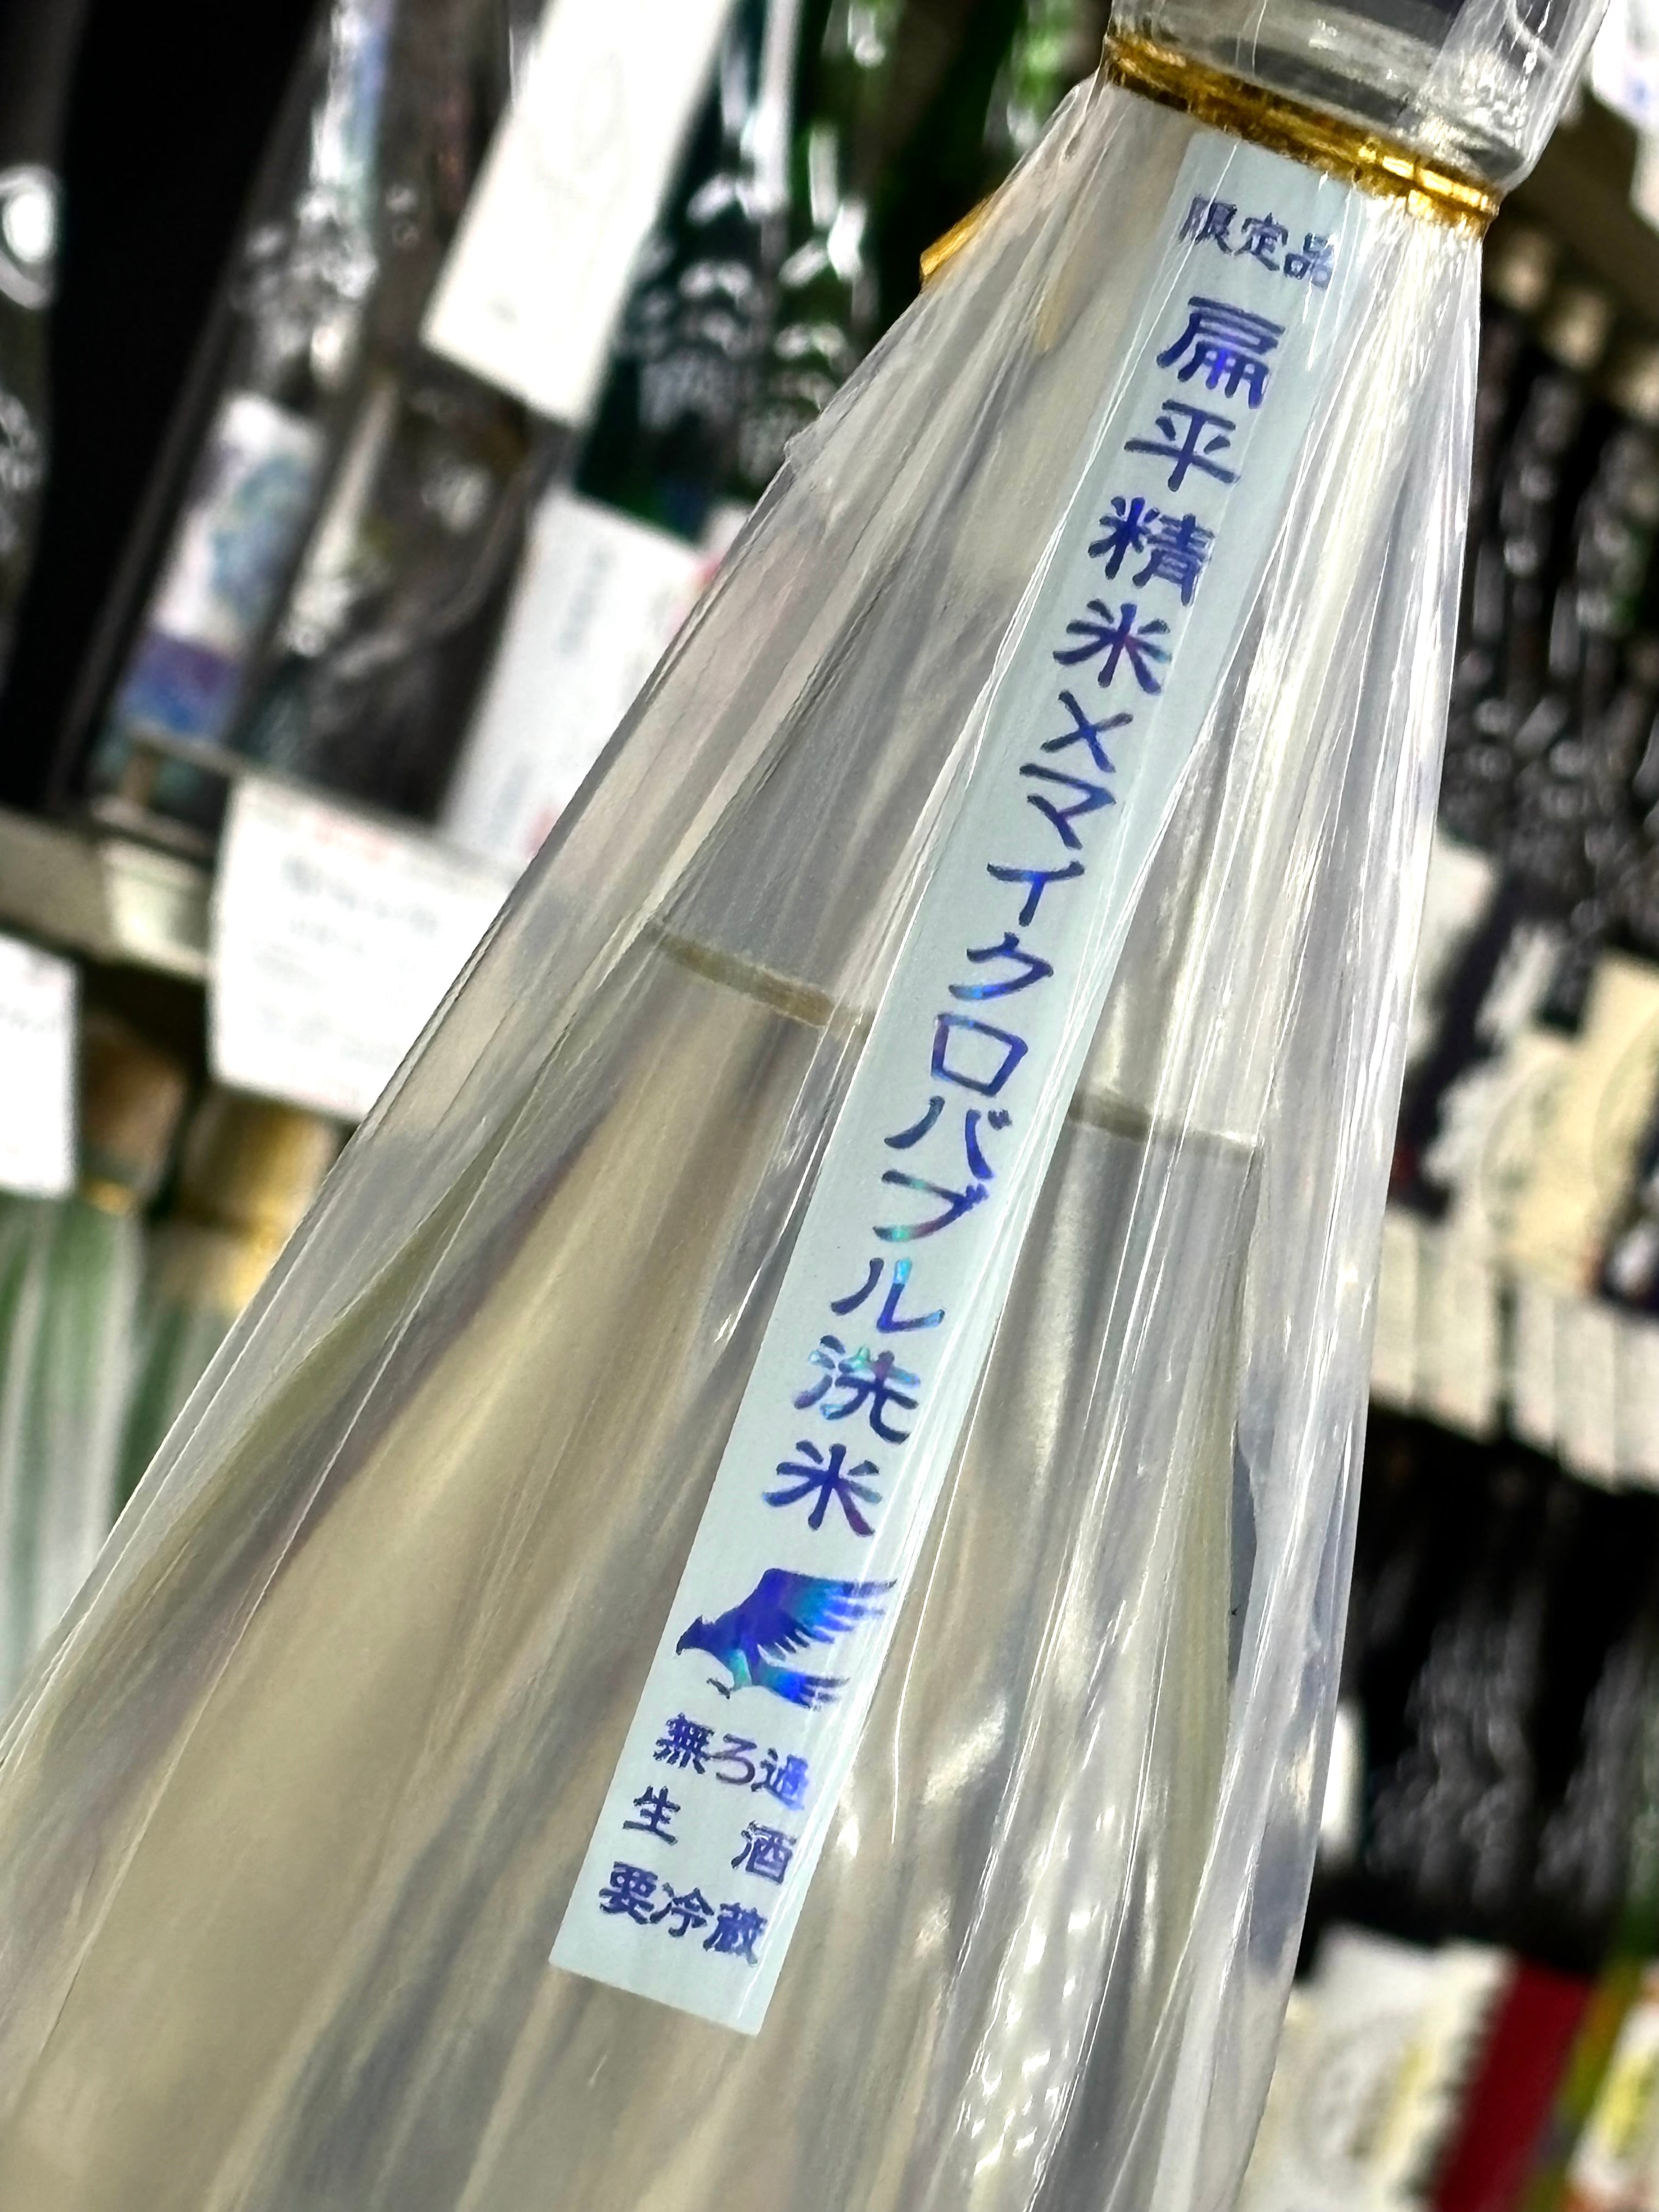 限定品
扁平精米×マイクロバブル洗米
無ろ過
生酒
要冷蔵